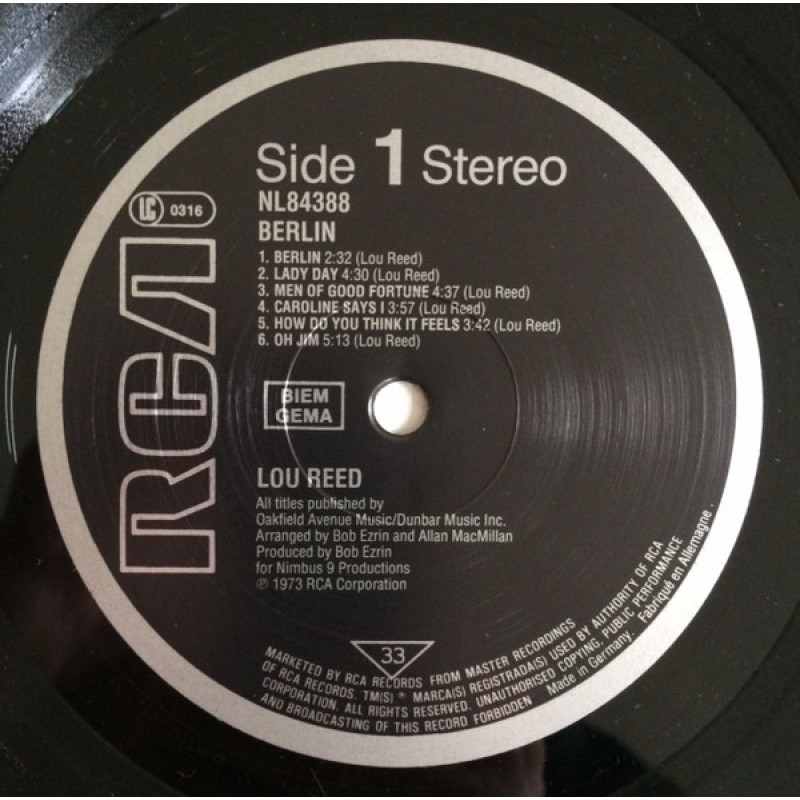 Side 1 Stereo
NL84388
LC 0316
BERLIN
1. BERLIN 2:32 (Lou Reed)
2. LADY DAY 4:30 (Lou Reed)
3. MEN OF GOOD FORTUNE 4:37 (Lou Reed)
4. CAROLINE SAYS I 3:57 (Lou Reed)
5. HOW DO YOU THINK IT FEELS 3:42 (Lou Reed)
6. OH JIM 5:13 (Lou Reed)
RCA
BIEM
GEMA
LOU REED
All titles published by
Oakfield Avenue Music/Dunbar Music Inc.
Arranged by Bob Ezrin and Allan MacMillan
Produced by Bob Ezrin
for Nimbus 9 Productions
℗ 1973 RCA Corporation
33
MARKETED BY RCA RECORDS FROM MASTER RECORDINGS
OF RCA RECORDS. TM(S) ® MARCA(S) REGISTRADA(S) USED BY AUTHORITY OF RCA
CORPORATION. ALL RIGHTS RESERVED. UNAUTHORISED COPYING, PUBLIC PERFORMANCE
AND BROADCASTING OF THIS RECORD FORBIDDEN Made in Germany. Fabriqué en Allemagne.